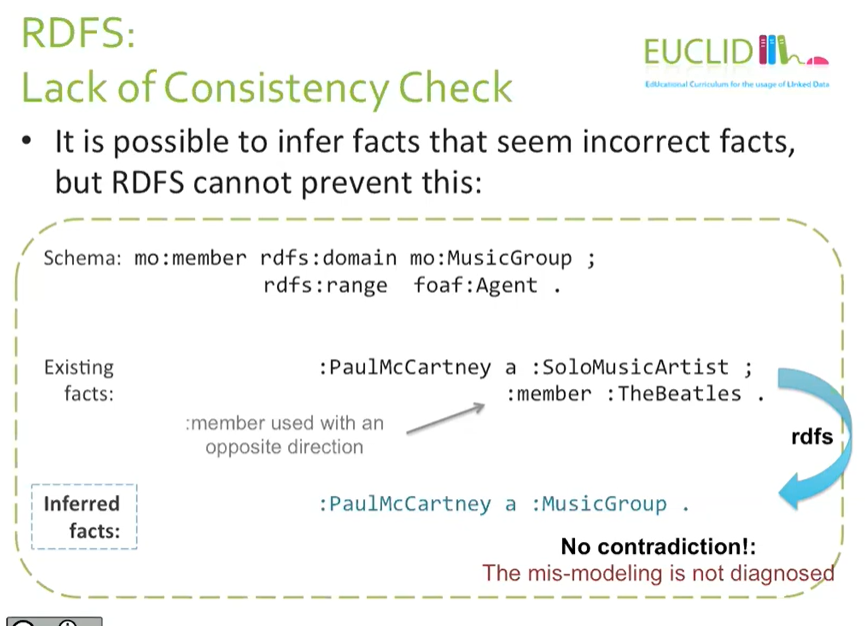 RDFS:
Lack of Consistency Check
EUCLID
EdUcational Curriculum for the usage of LInked Data
• It is possible to infer facts that seem incorrect facts,
but RDFS cannot prevent this:
Schema: mo:member rdfs:domain mo:MusicGroup ;
rdfs:range foaf:Agent .
Existing
facts:
:PaulMcCartney a :SoloMusicArtist ;
:member :TheBeatles .
:member used with an
opposite direction
rdfs
Inferred
facts:
:PaulMcCartney a :MusicGroup .
No contradiction!:
The mis-modeling is not diagnosed